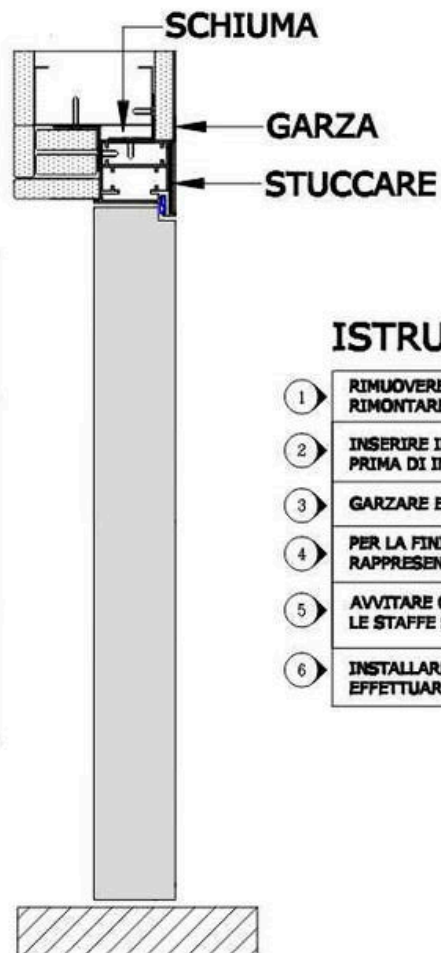 SCHIUMA
GARZA
STUCCARE
ISTRU
1
RIMUOVERE
RIMONTARE
2
INSERIRE I
PRIMA DI I
3
GARZARE E
4
PER LA FINI
RAPPRESEN
5
AVVITARE
LE STAFFE
6
INSTALLAR
EFFETTUAR